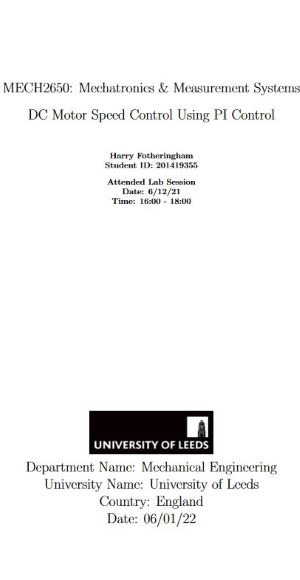 MECH2650: Mechatronics & Measurement Systems
DC Motor Speed Control Using PI Control
Harry Fotheringham
Student ID: 201419355
Attended Lab Session
Date: 6/12/21
Time: 16:00 - 18:00
UNIVERSITY OF LEEDS
Department Name: Mechanical Engineering
University Name: University of Leeds
Country: England
Date: 06/01/22